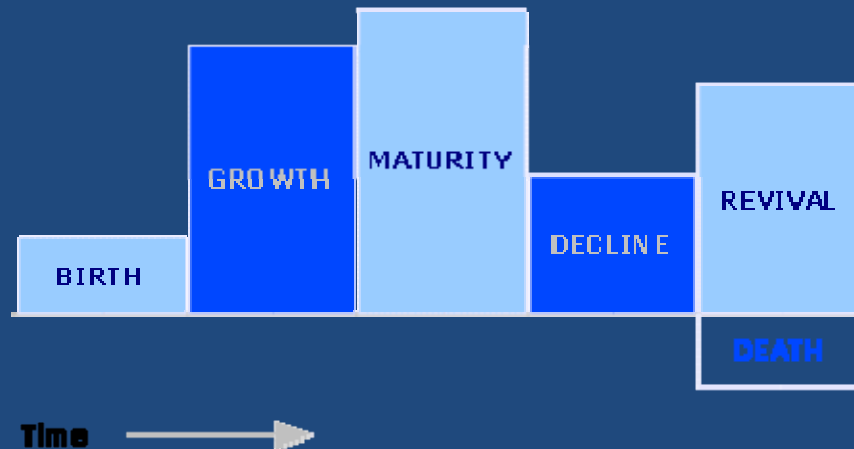 BIRTH
GROWTH
MATURITY
DECLINE
REVIVAL
DEATH
Time